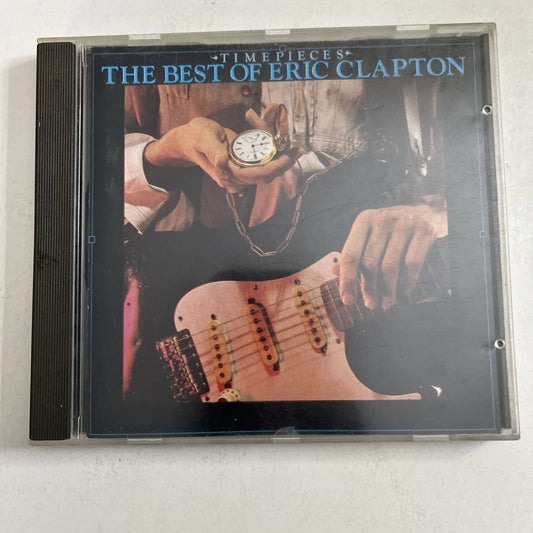 TIMEPIECES
THE BEST OF ERIC CLAPTON